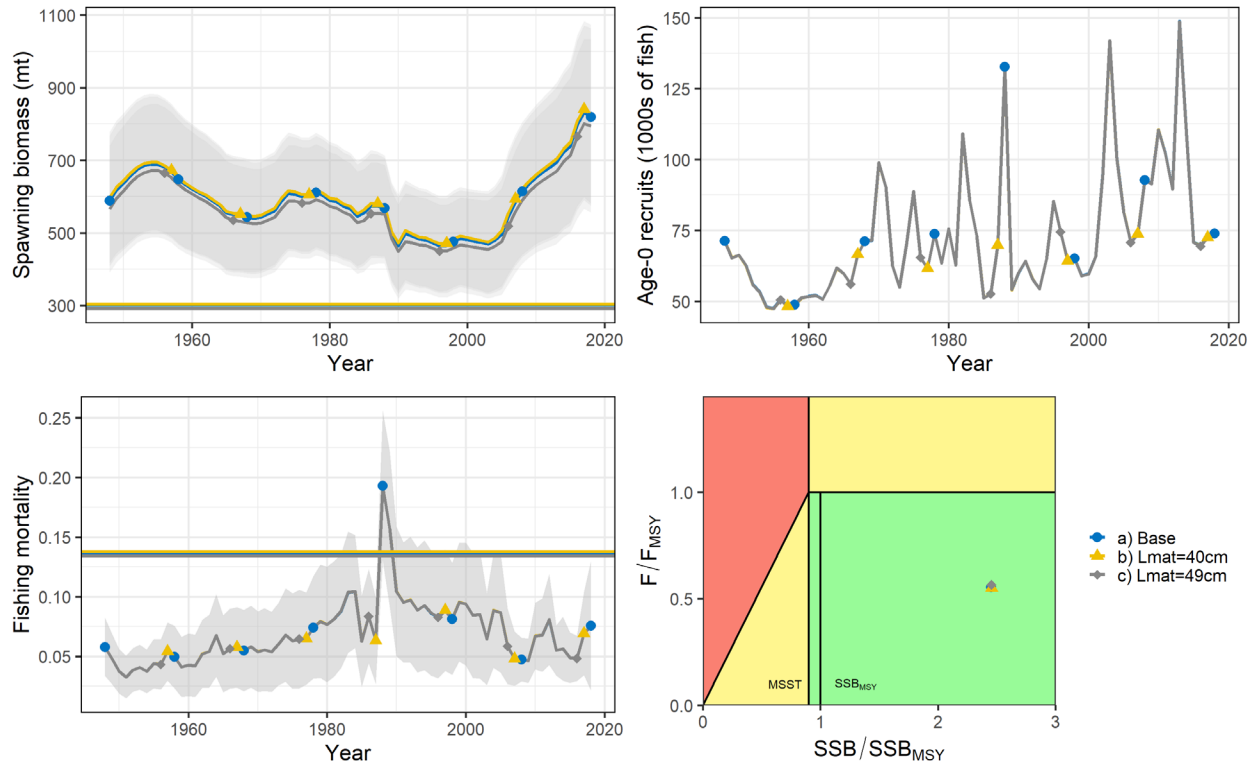 Spawning biomass (mt)
1100
900
700
500
300
1960
1980
2000
2020
Year
Age-0 recruits (1000s of fish)
150
125
100
75
50
1960
1980
2000
2020
Year
Fishing mortality
0.25
0.20
0.15
0.10
0.05
1960
1980
2000
2020
Year
F/FMSY
1.0
0.5
0.0
MSST
SSBMSY
0
1
2
3
SSB/SSBMSY
a) Base
b) Lmat=40cm
c) Lmat=49cm